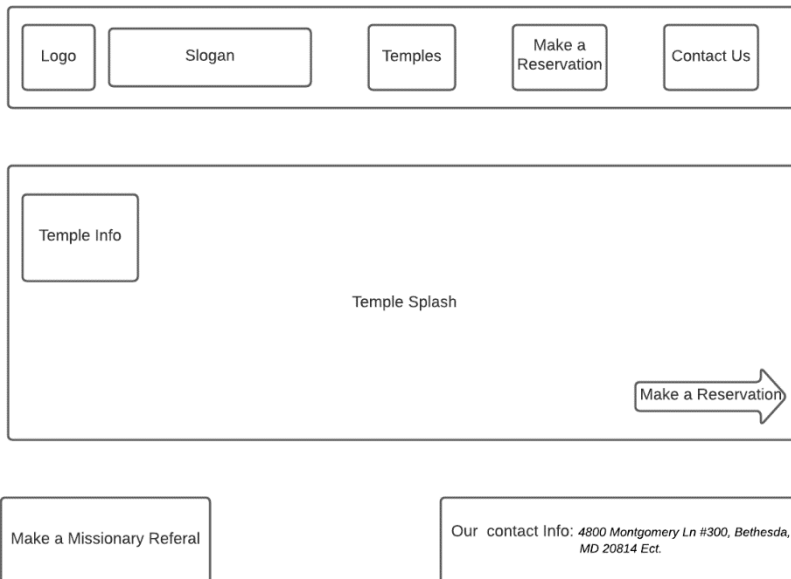 Logo
Slogan
Temples
Make a
Reservation
Contact Us
Temple Info
Temple Splash
Make a Reservation
Make a Missionary Referal
Our contact Info: 4800 Montgomery Ln #300, Bethesda,
MD 20814 Ect.